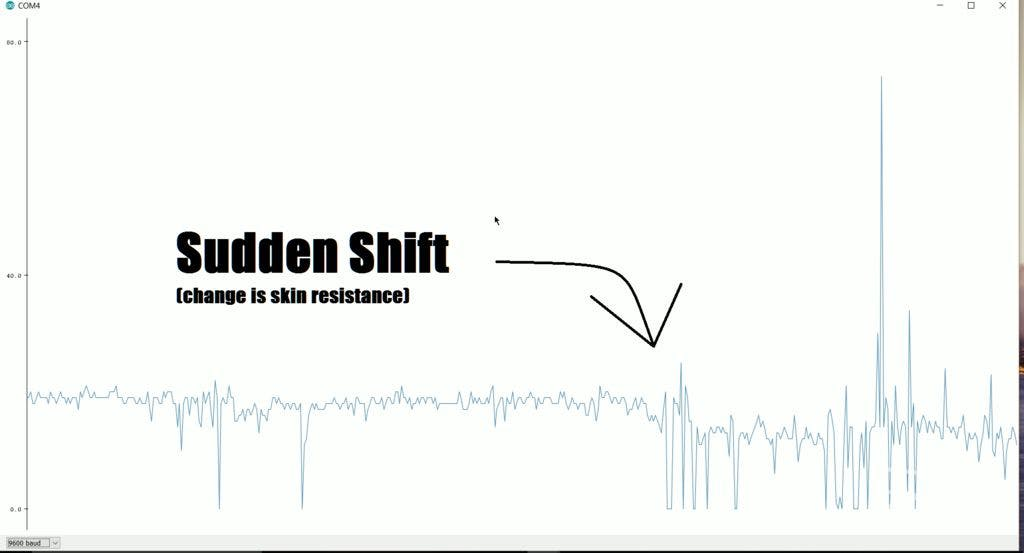 COM4
80.0
Sudden Shift
40.0
(change is skin resistance)
0.0
9600 baud